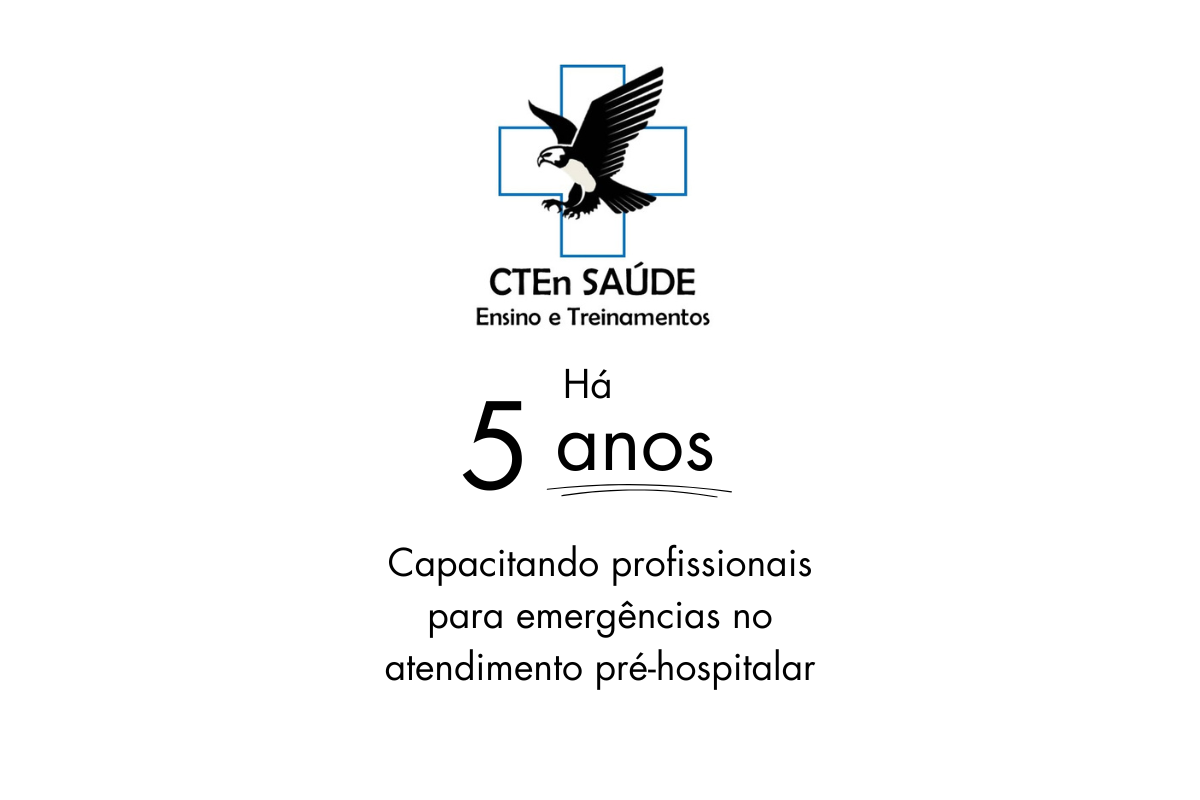 CTEn SAÚDE
Ensino e Treinamentos
Há
5 anos
Capacitando profissionais
para emergências no
atendimento pré-hospitalar